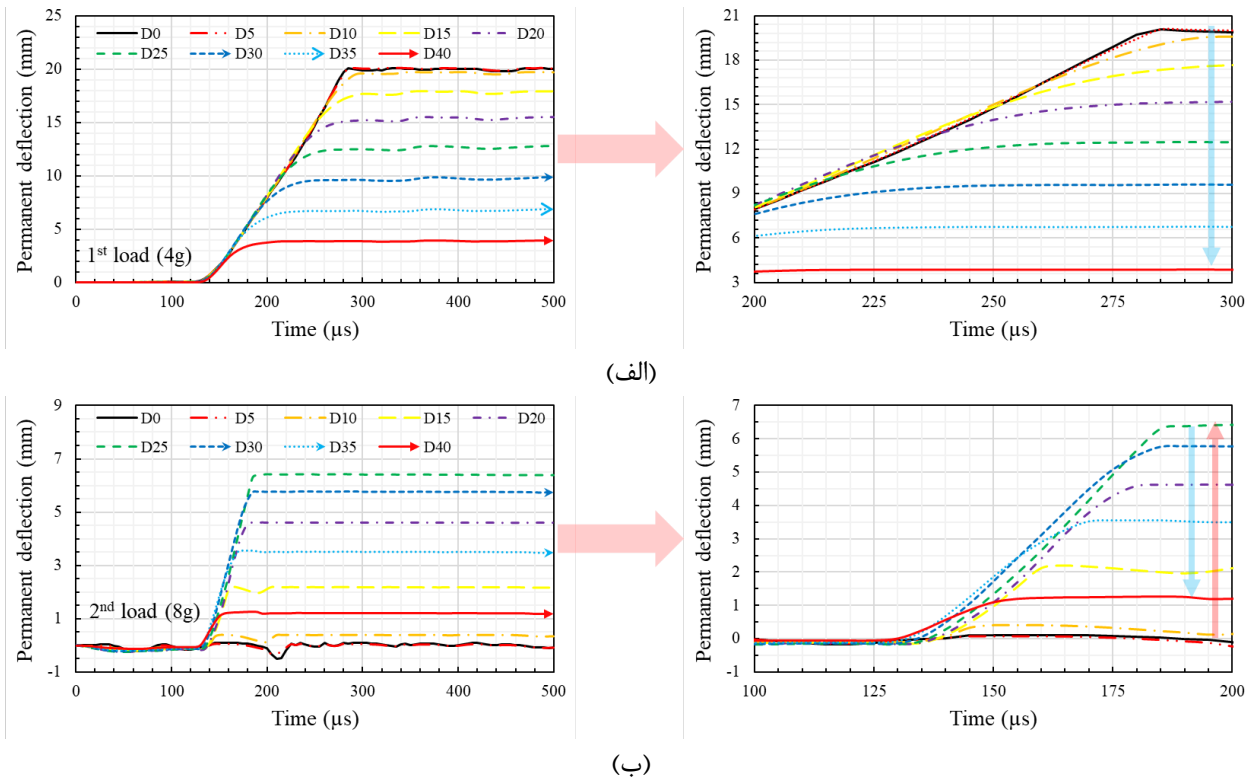 Permanent deflection (mm)
30
25
20
15
10
5
0
D0 D5 D10 D15 D20
D25 D30 D35 D40
1st load (4g)
0 100 200 300 400 500
Time (µs)
Permanent deflection (mm)
21
18
15
12
9
6
3
200 225 250 275 300
Time (µs)
(الف)
Permanent deflection (mm)
9
6
4
1
-1
D0 D5 D10 D15 D20
D25 D30 D35 D40
2nd load (8g)
0 100 200 300 400 500
Time (µs)
Permanent deflection (mm)
7
6
5
4
3
2
1
0
-1
100 125 150 175 200
Time (µs)
(ب)